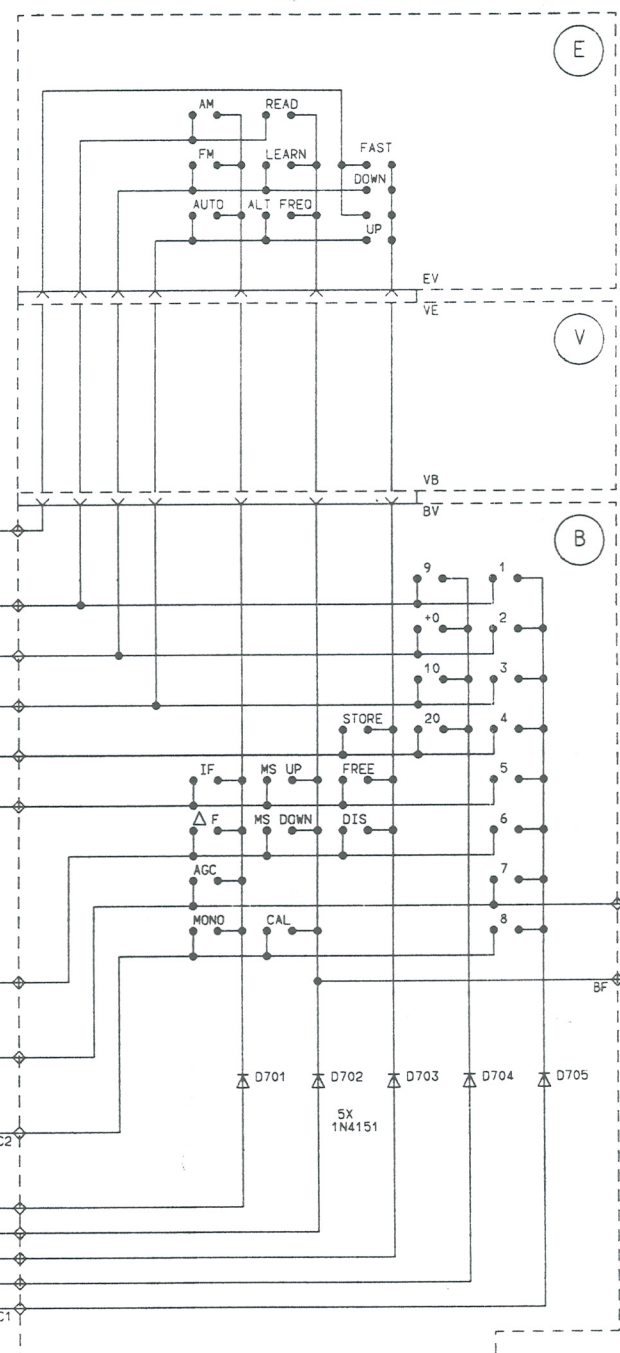 E
AM READ
FM LEARN FAST
DOWN
AUTO ALT FREQ
UP
EV
VE
V
VB
BV
B
9 1
+0 2
10 3
STORE 20 4
IF MS UP FREE 5
△ F MS DOWN DIS 6
AGC 7
MONO CAL 8
BF
D701 D702 D703 D704 D705
5X
1N4151
C2
C1